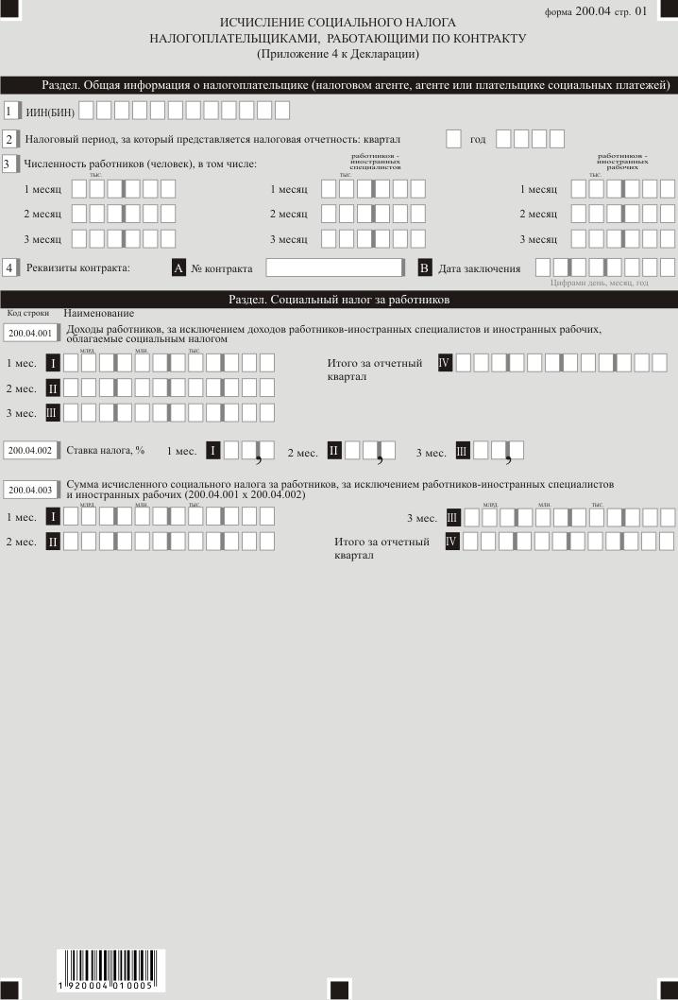 форма 200.04 стр. 01
ИСЧИСЛЕНИЕ СОЦИАЛЬНОГО НАЛОГА
НАЛОГОПЛАТЕЛЬЩИКАМИ, РАБОТАЮЩИМИ ПО КОНТРАКТУ
(Приложение 4 к Декларации)
Раздел. Общая информация о налогоплательщике (налоговом агенте, агенте или плательщике социальных платежей)
1 ИИН(БИН)
2 Налоговый период, за который представляется налоговая отчетность: квартал год
3 Численность работников (человек), в том числе:
работников -
иностранных
специалистов
работников -
иностранных
рабочих
тыс. тыс. тыс.
1 месяц 1 месяц 1 месяц
2 месяц 2 месяц 2 месяц
3 месяц 3 месяц 3 месяц
4 Реквизиты контракта: A № контракта B Дата заключения
Цифрами день, месяц, год
Раздел. Социальный налог за работников
Код строки Наименование
200.04.001 Доходы работников, за исключением доходов работников-иностранных специалистов и иностранных рабочих,
облагаемые социальным налогом
млрд. млн. тыс.
1 мес. I Итого за отчетный IV
квартал
2 мес. II
3 мес. III
200.04.002 Ставка налога, % 1 мес. I , 2 мес. II , 3 мес. III ,
200.04.003 Сумма исчисленного социального налога за работников, за исключением работников-иностранных специалистов
и иностранных рабочих (200.04.001 х 200.04.002)
млрд. млн. тыс. млрд. млн. тыс.
1 мес. I 3 мес. III
2 мес. II Итого за отчетный IV
квартал
1 920004 010005